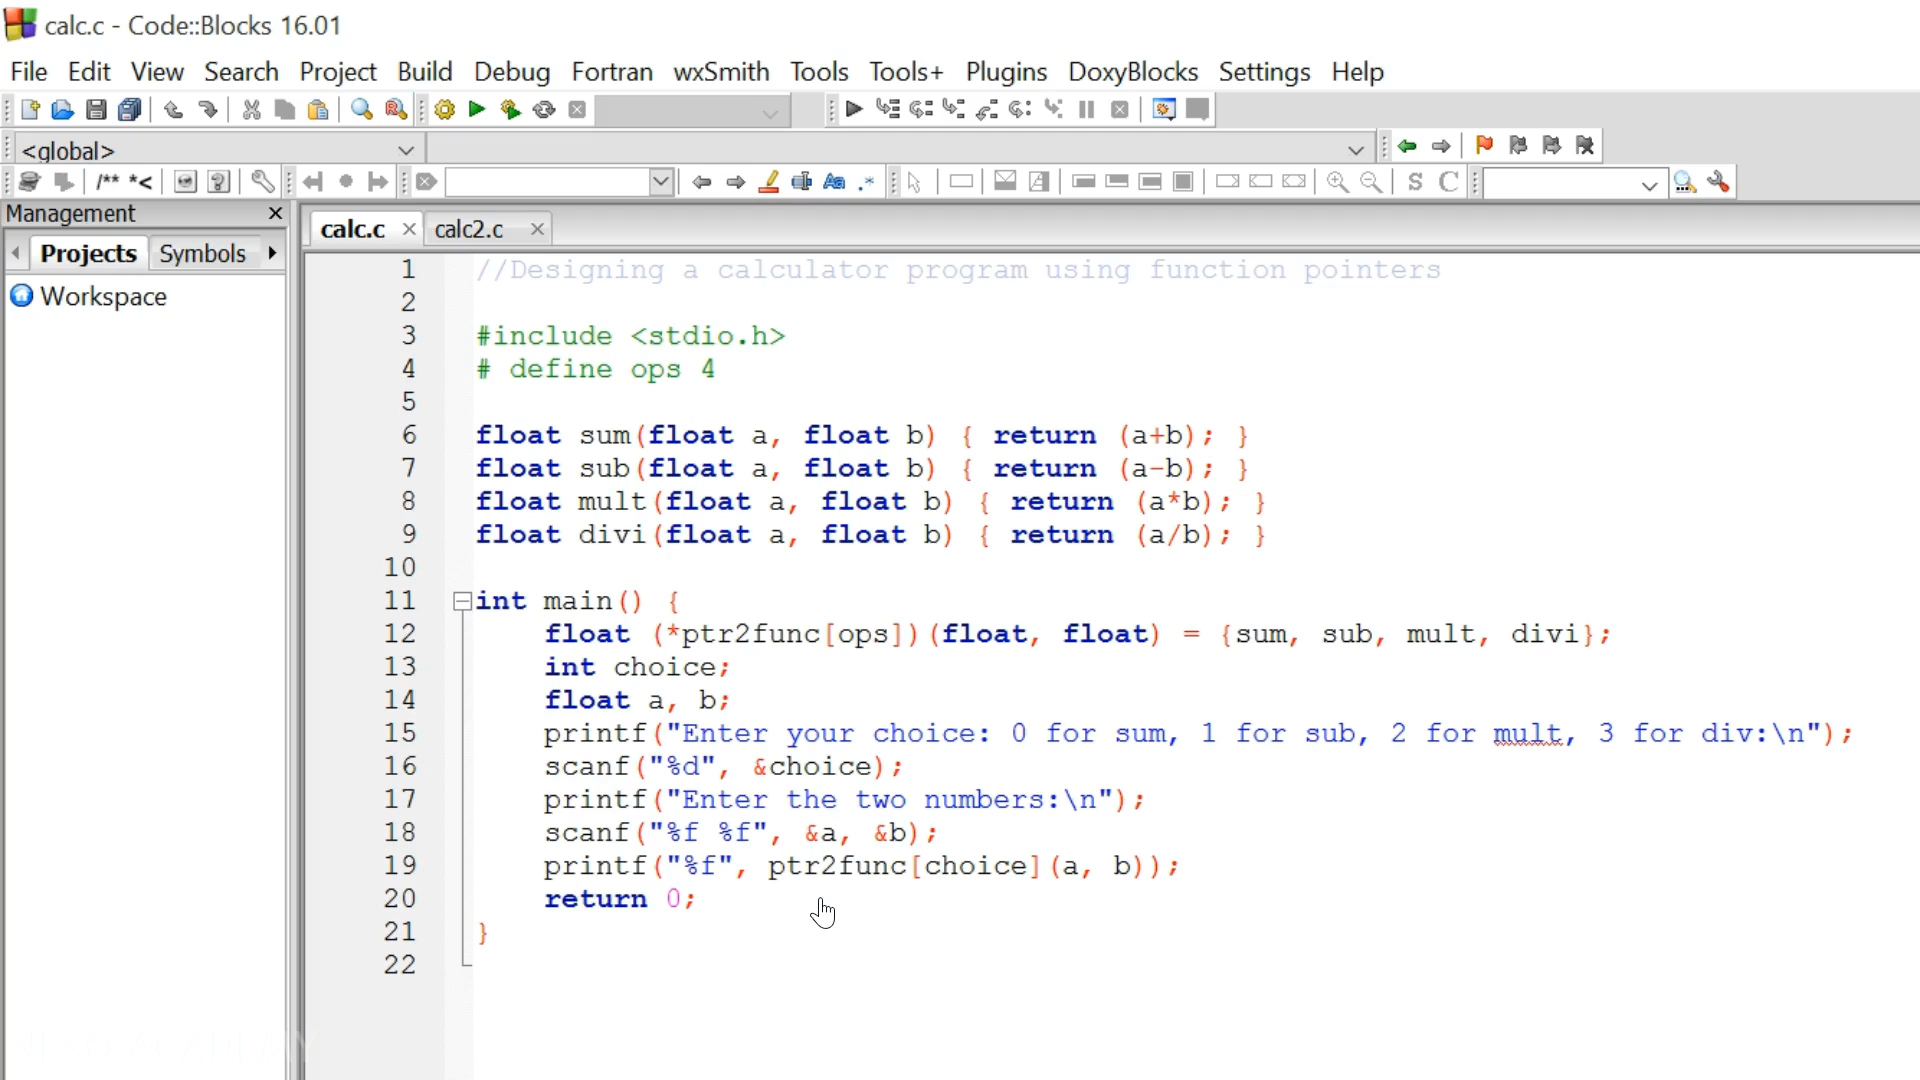 calc.c - Code::Blocks 16.01
File Edit View Search Project Build Debug Fortran wxSmith Tools Tools+ Plugins DoxyBlocks Settings Help
<global>
/** *<
Aa .*
S C
Management
Projects Symbols
Workspace
calc.c calc2.c
1 //Designing a calculator program using function pointers
2
3 #include <stdio.h>
4 # define ops 4
5
6 float sum(float a, float b) { return (a+b); }
7 float sub(float a, float b) { return (a-b); }
8 float mult(float a, float b) { return (a*b); }
9 float divi(float a, float b) { return (a/b); }
10
11 int main() {
12 float (*ptr2func[ops])(float, float) = {sum, sub, mult, divi};
13 int choice;
14 float a, b;
15 printf("Enter your choice: 0 for sum, 1 for sub, 2 for mult, 3 for div:\n");
16 scanf("%d", &choice);
17 printf("Enter the two numbers:\n");
18 scanf("%f %f", &a, &b);
19 printf("%f", ptr2func[choice](a, b));
20 return 0;
21 }
22